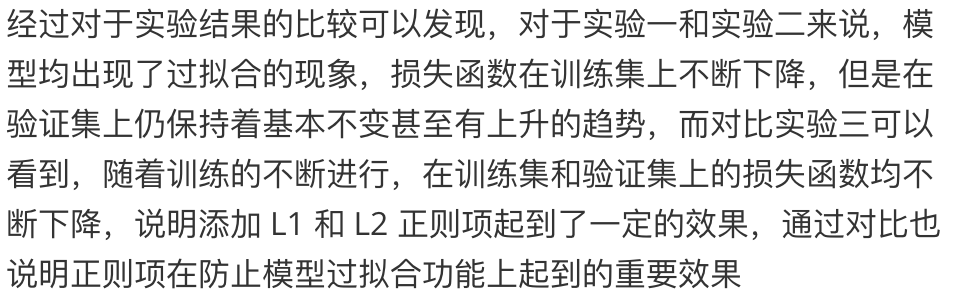 经过对于实验结果的比较可以发现，对于实验一和实验二来说，模
型均出现了过拟合的现象，损失函数在训练集上不断下降，但是在
验证集上仍保持着基本不变甚至有上升的趋势，而对比实验三可以
看到，随着训练的不断进行，在训练集和验证集上的损失函数均不
断下降，说明添加 L1 和 L2 正则项起到了一定的效果，通过对比也
说明正则项在防止模型过拟合功能上起到的重要效果